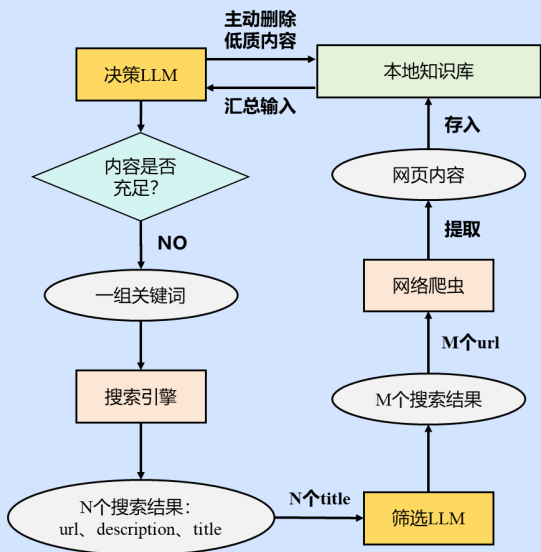 主动删除
低质内容
决策LLM
本地知识库
汇总输入
内容是否
充足?
存入
网页内容
NO
提取
一组关键词
网络爬虫
M个url
搜索引擎
M个搜索结果
N个搜索结果:
url、description、title
N个title
筛选LLM